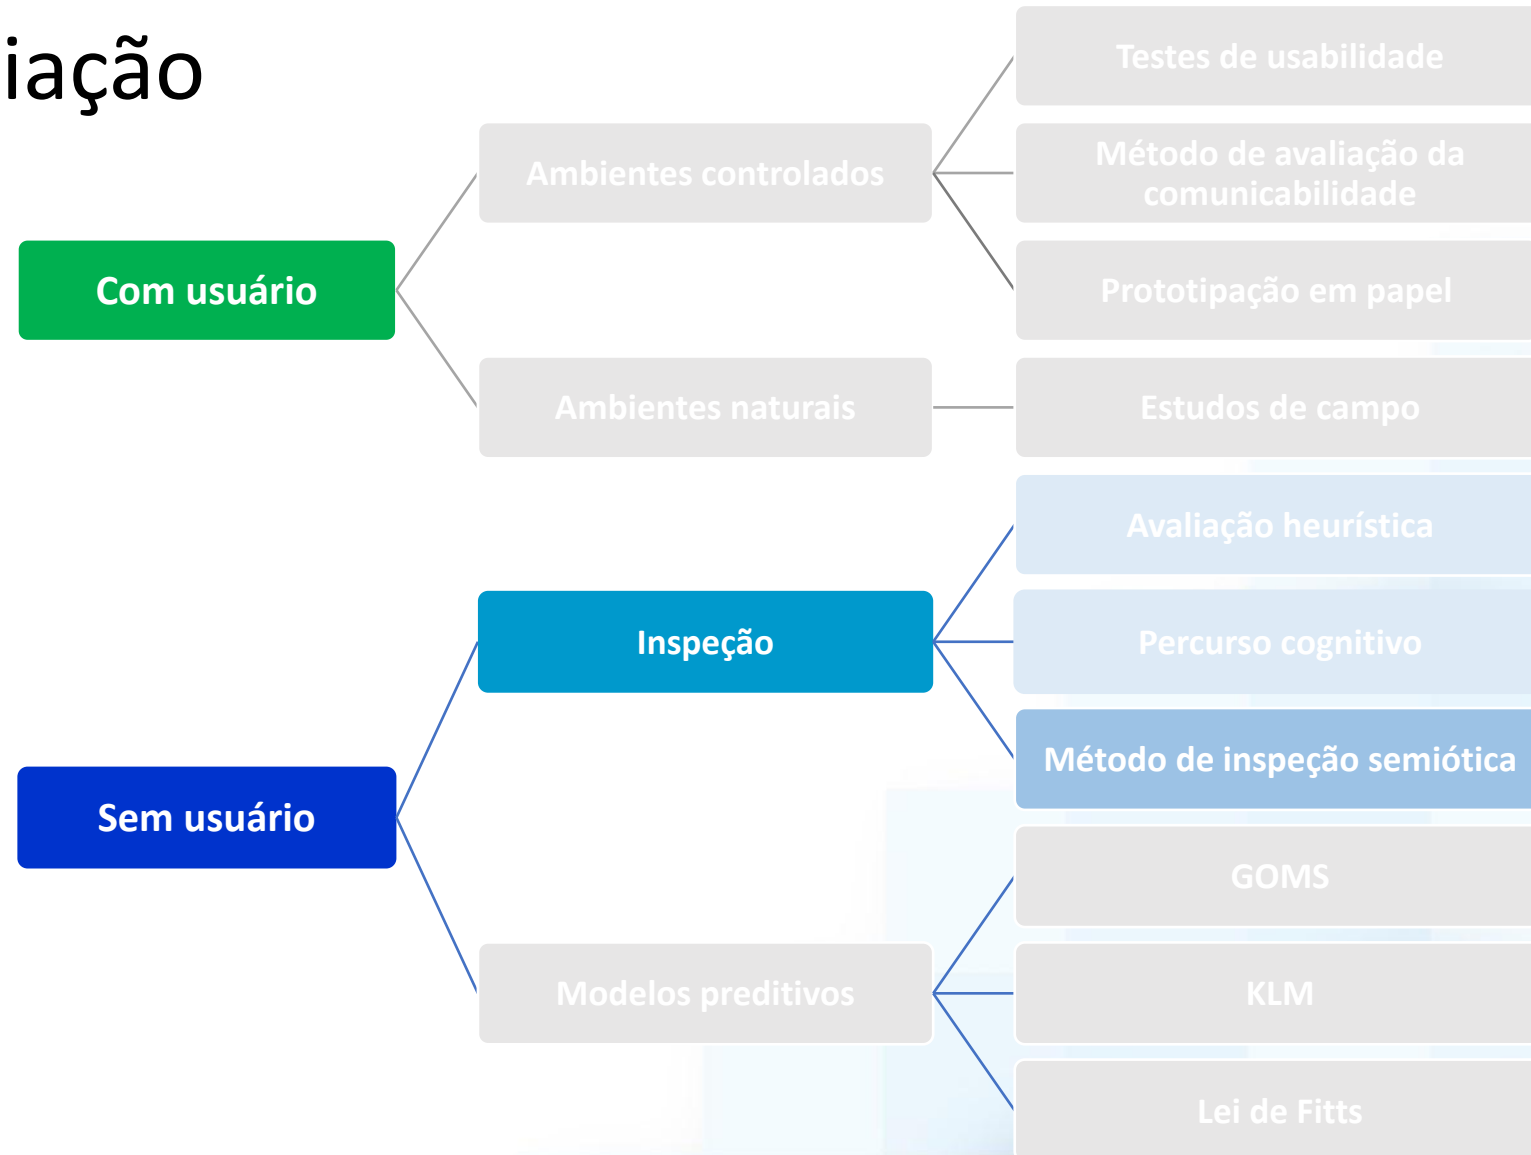 iação
Testes de usabilidade
Ambientes controlados
Método de avaliação da
comunicabilidade
Com usuário
Prototipação em papel
Ambientes naturais
Estudos de campo
Avaliação heurística
Inspeção
Percurso cognitivo
Método de inspeção semiótica
Sem usuário
GOMS
Modelos preditivos
KLM
Lei de Fitts